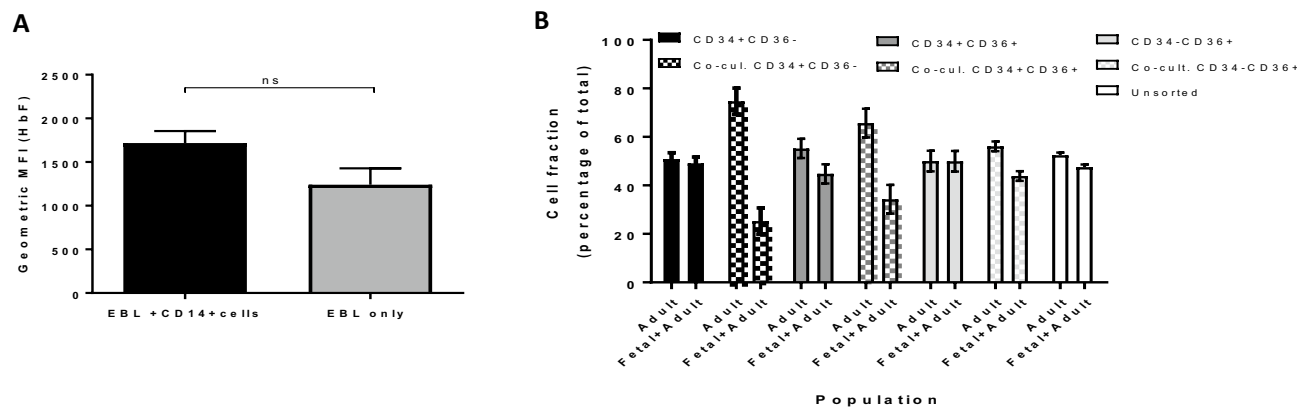 A
Geometric MFI (HbF)
2500
2000
1500
1000
500
0
ns
EBL +CD14+cells
EBL only
B
CD34+CD36-
CD34+CD36+
CD34-CD36+
Co-cul. CD34+CD36-
Co-cul. CD34+CD36+
Co-cult. CD34-CD36+
Unsorted
Cell fraction
(percentage of total)
100
80
60
40
20
0
Adult
Fetal+Adult
Adult
Fetal+Adult
Adult
Fetal+Adult
Adult
Fetal+Adult
Adult
Fetal+Adult
Adult
Fetal+Adult
Adult
Fetal+Adult
Population